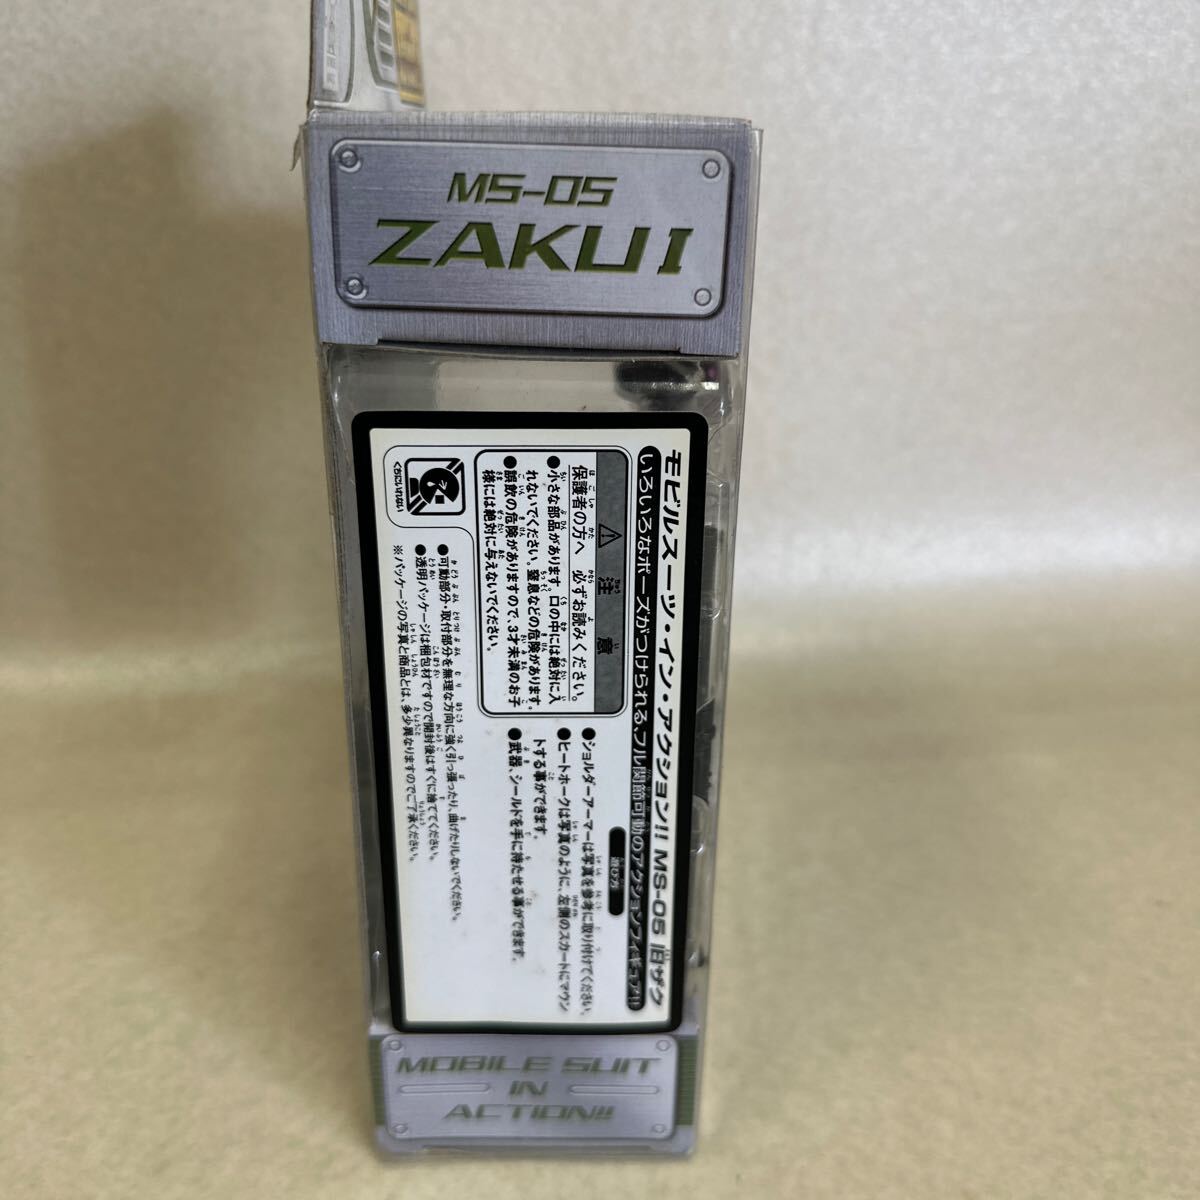 MS-05
ZAKU I
モビルスーツ・イン・アクション!! MS-05 旧ザク
いろいろなポーズがつけられる、フル関節可動のアクションフィギュア!!
注意
保護者の方へ 必ずお読みください。
●小さな部品があります。口の中には絶対に入
れないでください。窒息などの危険があります。
●誤飲の危険がありますので、3才未満のお子
様には絶対に与えないでください。
くちにいれない
遊び方
●ショルダーアーマーは写真を参考に取り付けてください。
●ヒートホークは写真のように、左側のスカートにマウン
トする事ができます。
●武器、シールドを手に持たせる事ができます。
●可動部分・取付部分を無理な方向に強く引っ張ったり、曲げたりしないでください。
●透明パッケージは梱包材ですので開封後はすぐに捨ててください。
※パッケージの写真と商品とは、多少異なりますのでご了承ください。
MOBILE SUIT
IN
ACTION!!